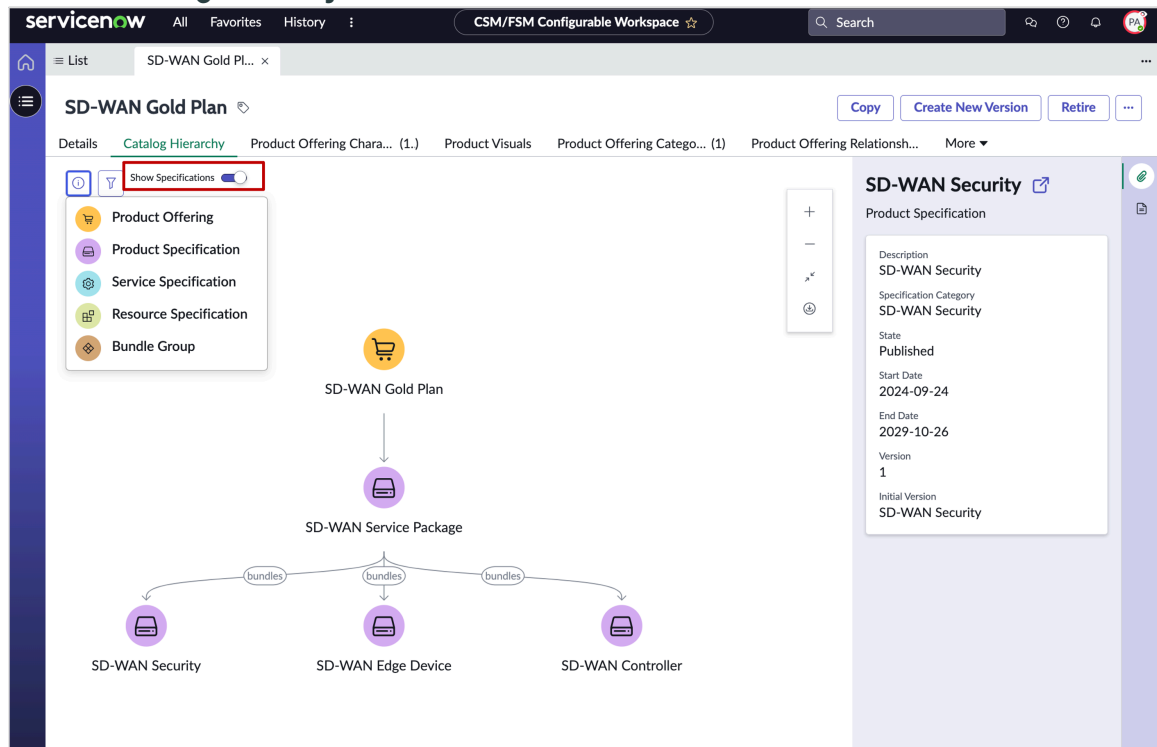 servicenow All Favorites History CSM/FSM Configurable Workspace Search PA
List SD-WAN Gold Pl...
SD-WAN Gold Plan Copy Create New Version Retire
Details Catalog Hierarchy Product Offering Chara... (1.) Product Visuals Product Offering Catego... (1) Product Offering Relationsh... More
Show Specifications
Product Offering
Product Specification
Service Specification
Resource Specification
Bundle Group
SD-WAN Gold Plan
SD-WAN Service Package
bundles bundles bundles
SD-WAN Security SD-WAN Edge Device SD-WAN Controller
SD-WAN Security
Product Specification
Description
SD-WAN Security
Specification Category
SD-WAN Security
State
Published
Start Date
2024-09-24
End Date
2029-10-26
Version
1
Initial Version
SD-WAN Security